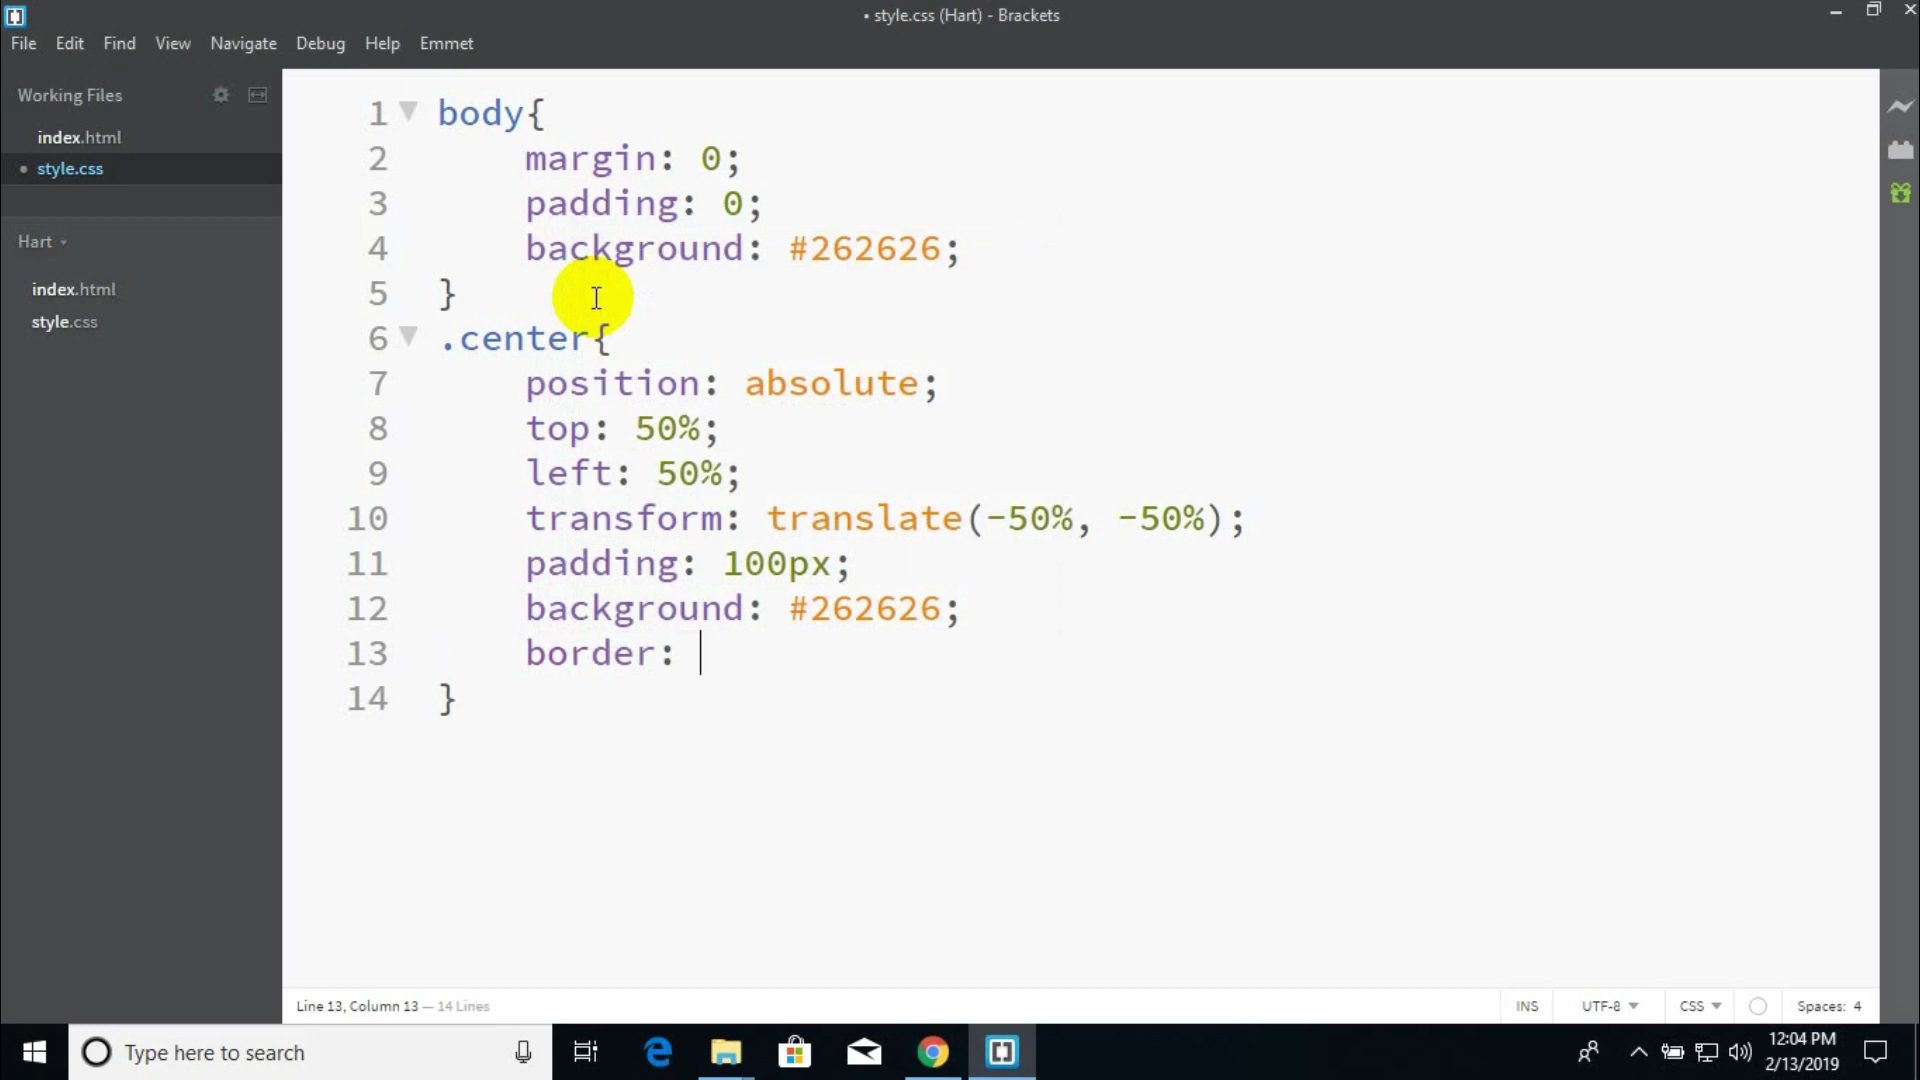 • style.css (Hart) - Brackets
File Edit Find View Navigate Debug Help Emmet
Working Files
index.html
• style.css
Hart
index.html
style.css
1 body{
2 margin: 0;
3 padding: 0;
4 background: #262626;
5 }
6 .center{
7 position: absolute;
8 top: 50%;
9 left: 50%;
10 transform: translate(-50%, -50%);
11 padding: 100px;
12 background: #262626;
13 border:
14 }
Line 13, Column 13 — 14 Lines
INS UTF-8 CSS Spaces: 4
Type here to search
12:04 PM
2/13/2019